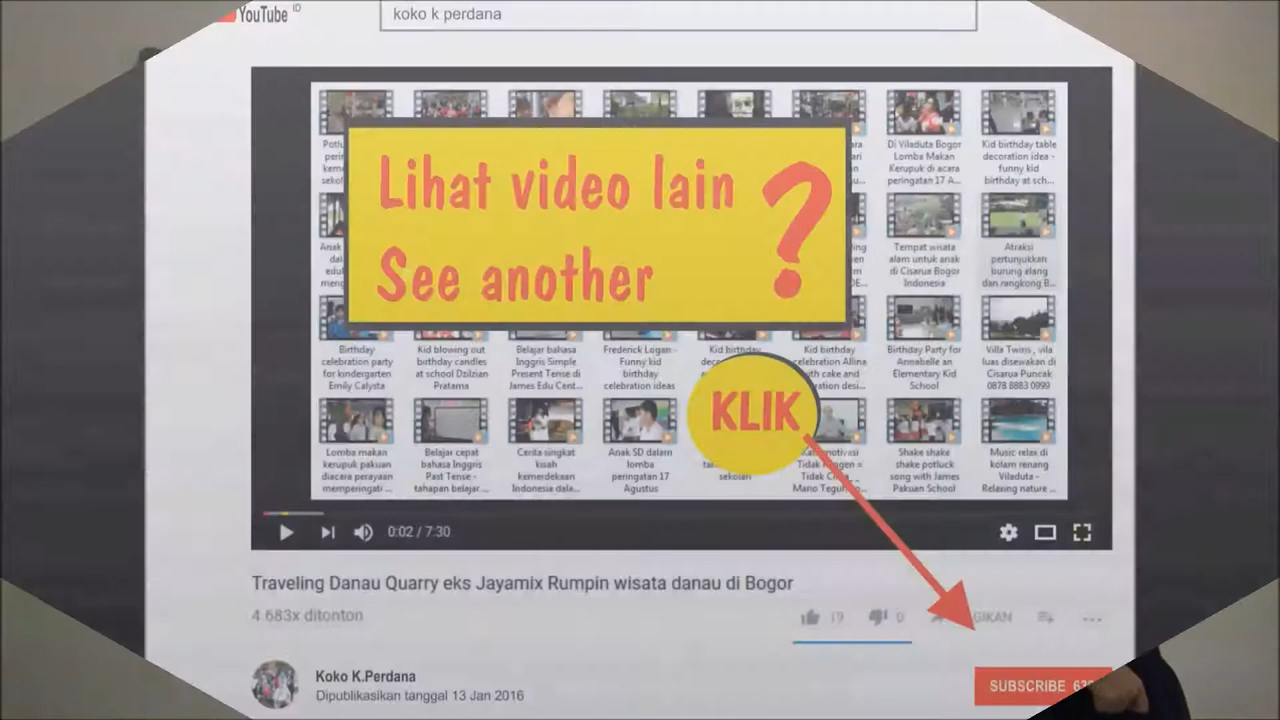 YouTube ID
koko k perdana
Di Viladuta Bogor
Lomba Makan
Kerupuk di acara
peringatan 17 A...
Kid birthday table
decoration idea -
funny kid
birthday at sch...
Lihat video lain
See another
?
Tempat wisata
alam untuk anak
di Cisarua Bogor
Indonesia
Atraksi
pertunjukkan
burung elang
dan rangkong B...
Birthday
celebration party
for kindergarten
Emily Calysta
Kid blowing out
birthday candles
at school Dzilzian
Pratama
Belajar bahasa
Inggris Simple
Present Tense di
James Edu Cent...
Frederick Logan -
Funny kid
birthday
celebration ideas
Kid birthday
Kid birthday
celebration Allina
Birthday Party for
Annabelle an
Elementary Kid
School
Villa Twins , vila
luas disewakan di
Cisarua Puncak
0878 8883 0999
KLIK
Lomba makan
kerupuk pakuan
diacara perayaan
memperingati ...
Belajar cepat
bahasa Inggris
Past Tense -
tahapan belajar ...
Cerita singkat
kisah
kemerdekaan
Indonesia dala...
Anak SD dalam
lomba
peringatan 17
Agustus
Shake shake
shake potluck
song with James
Pakuan School
Music relax di
kolam renang
Viladuta -
Relaxing nature ...
0:02 / 7:30
Traveling Danau Quarry eks Jayamix Rumpin wisata danau di Bogor
4.683x ditonton
19
0
GIKAN
Koko K.Perdana
Dipublikasikan tanggal 13 Jan 2016
SUBSCRIBE